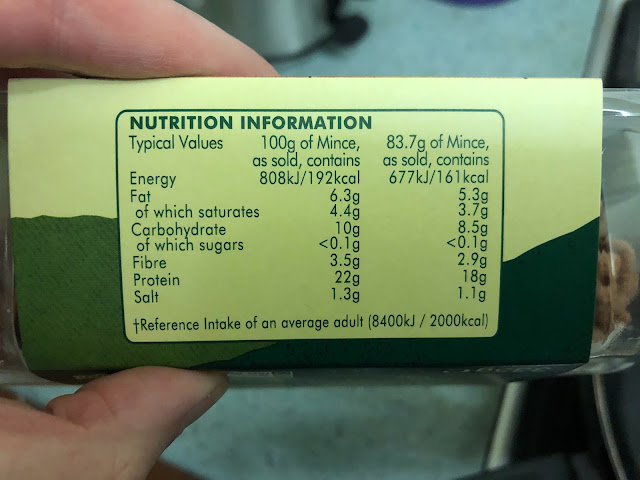 NUTRITION INFORMATION
Typical Values 100g of Mince, 83.7g of Mince,
as sold, contains as sold, contains
Energy 808kJ/192kcal 677kJ/161kcal
Fat 6.3g 5.3g
of which saturates 4.4g 3.7g
Carbohydrate 10g 8.5g
of which sugars <0.1g <0.1g
Fibre 3.5g 2.9g
Protein 22g 18g
Salt 1.3g 1.1g
†Reference Intake of an average adult (8400kJ / 2000kcal)